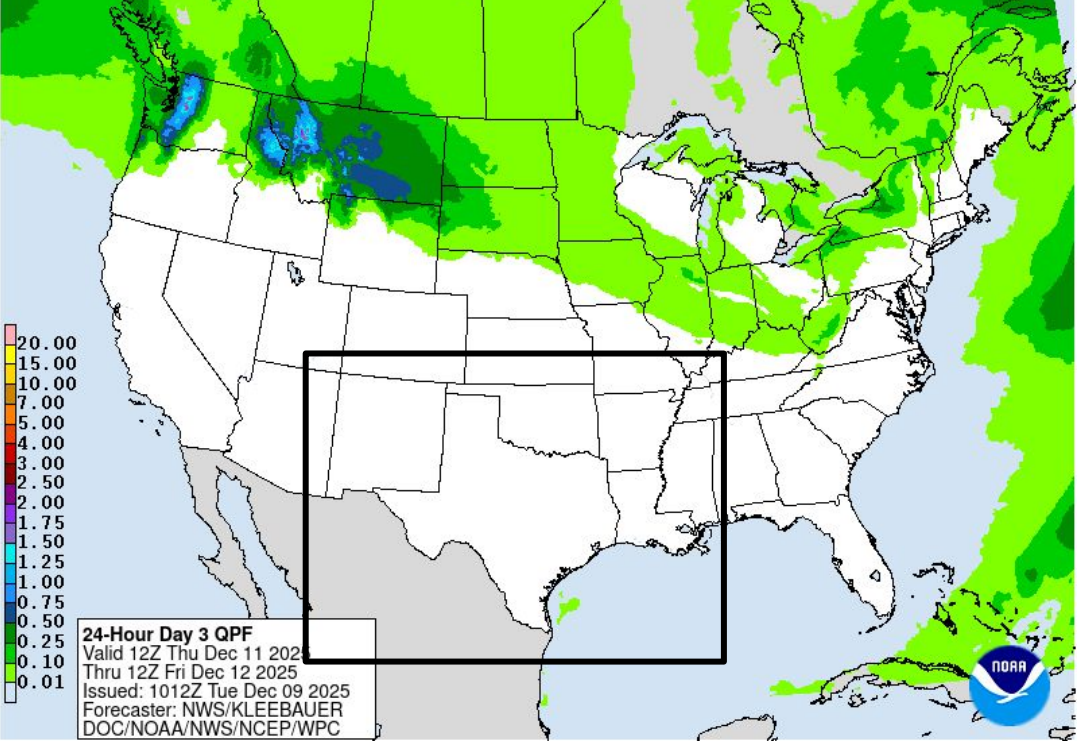 20.00
15.00
10.00
7.00
5.00
4.00
3.00
2.50
2.00
1.75
1.50
1.25
1.00
0.75
0.50
0.25
0.10
0.01
24-Hour Day 3 QPF
Valid 12Z Thu Dec 11 2025
Thru 12Z Fri Dec 12 2025
Issued: 1012Z Tue Dec 09 2025
Forecaster: NWS/KLEEBAUER
DOC/NOAA/NWS/NCEP/WPC
NOAA